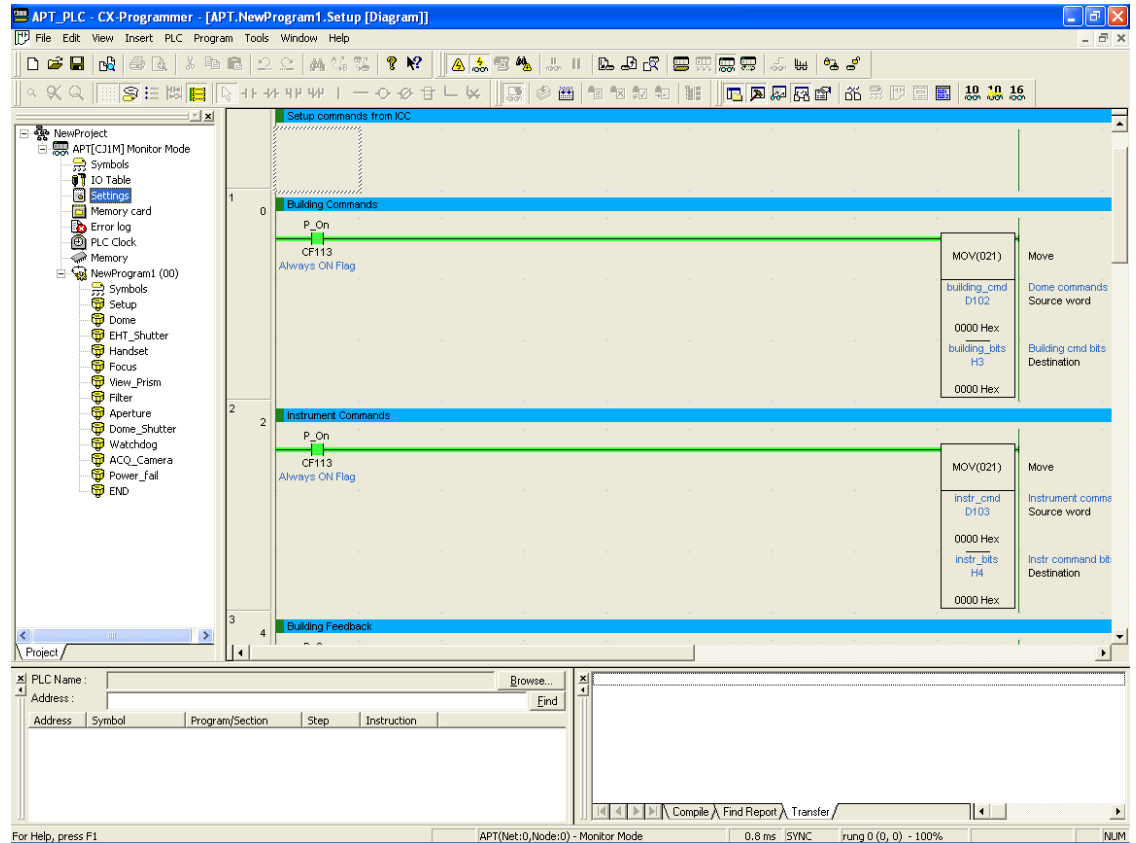 APT_PLC - CX-Programmer - [APT.NewProgram1.Setup [Diagram]]
File Edit View Insert PLC Program Tools Window Help
10 10 16
NewProject
APT[CJ1M] Monitor Mode
Symbols
IO Table
Settings
Memory card
Error log
PLC Clock
Memory
NewProgram1 (00)
Symbols
Setup
Dome
EHT_Shutter
Handset
Focus
View_Prism
Filter
Aperture
Dome_Shutter
Watchdog
ACQ_Camera
Power_fail
END
Project
Setup commands from ICC
1
0
Building Commands
P_On
CF113
Always ON Flag
MOV(021) Move
building_cmd Dome commands
D102 Source word
0000 Hex
building_bits Building cmd bits
H3 Destination
0000 Hex
2
2
Instrument Commands
P_On
CF113
Always ON Flag
MOV(021) Move
instr_cmd Instrument comma
D103 Source word
0000 Hex
instr_bits Instr command bit
H4 Destination
0000 Hex
3
4
Building Feedback
PLC Name : Browse...
Address : Find
Address Symbol Program/Section Step Instruction
Compile Find Report Transfer
For Help, press F1 APT(Net:0,Node:0) - Monitor Mode 0.8 ms SYNC rung 0 (0, 0) - 100% NUM